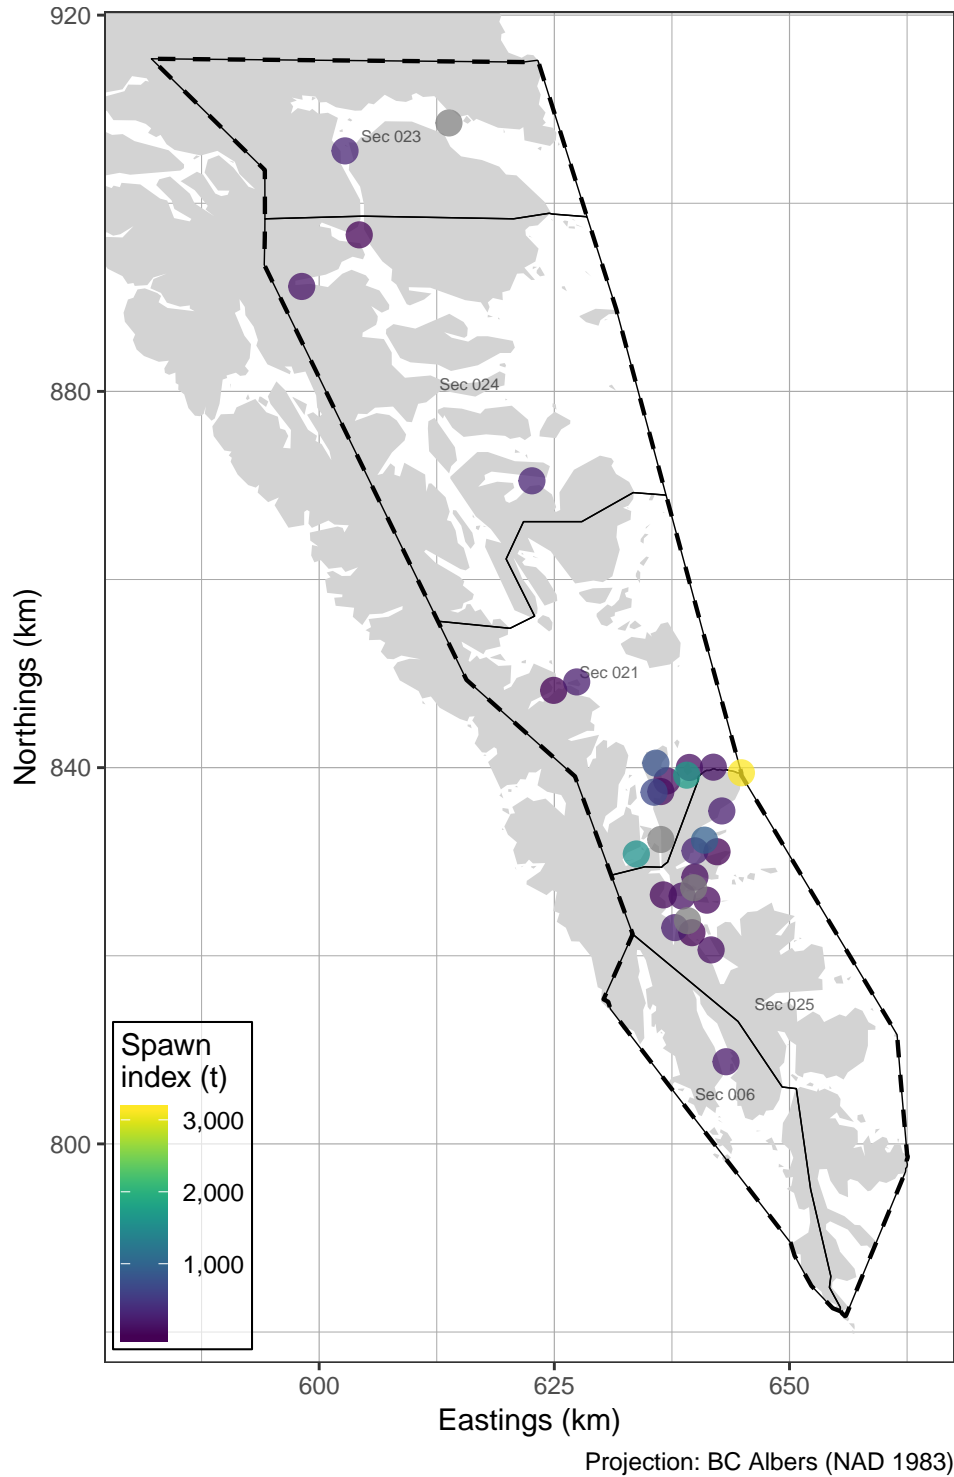 920
Sec 023
880
Sec 024
Northings (km)
Sec 021
840
Sec 025
Spawn
index (t)
3,000
2,000
1,000
Sec 006
800
600
625
650
Eastings (km)
Projection: BC Albers (NAD 1983)